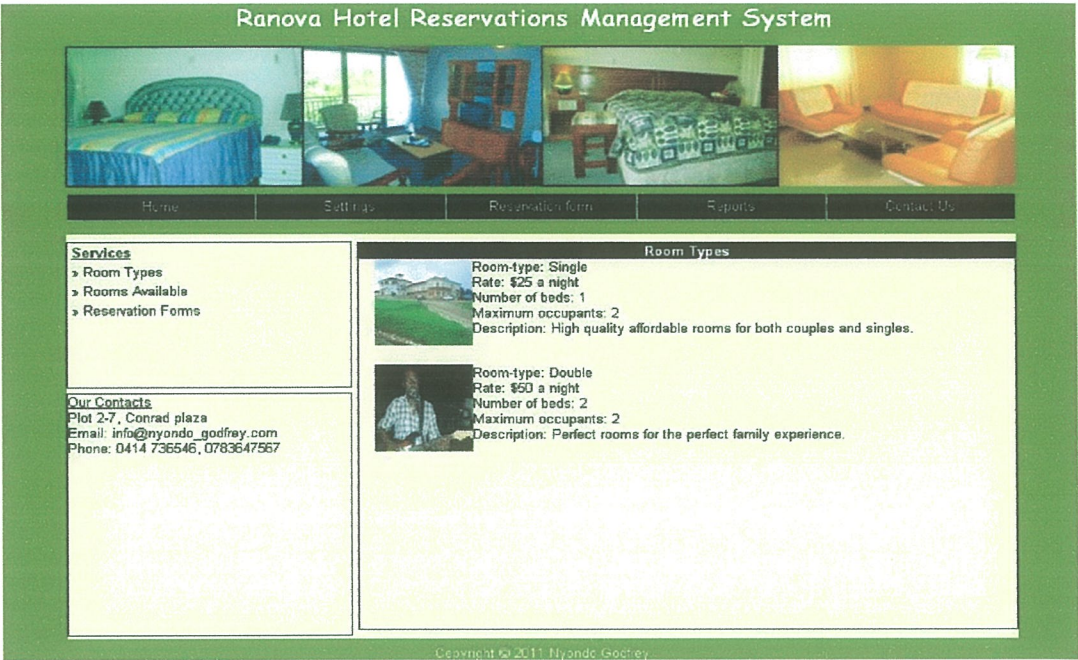 Ranova Hotel Reservations Management System
Home
Settings
Reservation form
Reports
Contact Us
Services
» Room Types
» Rooms Available
» Reservation Forms
Our Contacts
Plot 2-7, Conrad plaza
Email: info@nyondo_godfrey.com
Phone: 0414 736546, 0783647567
Room Types
Room-type: Single
Rate: $25 a night
Number of beds: 1
Maximum occupants: 2
Description: High quality affordable rooms for both couples and singles.
Room-type: Double
Rate: $50 a night
Number of beds: 2
Maximum occupants: 2
Description: Perfect rooms for the perfect family experience.
Copyright © 2011 Nyondo Godfrey